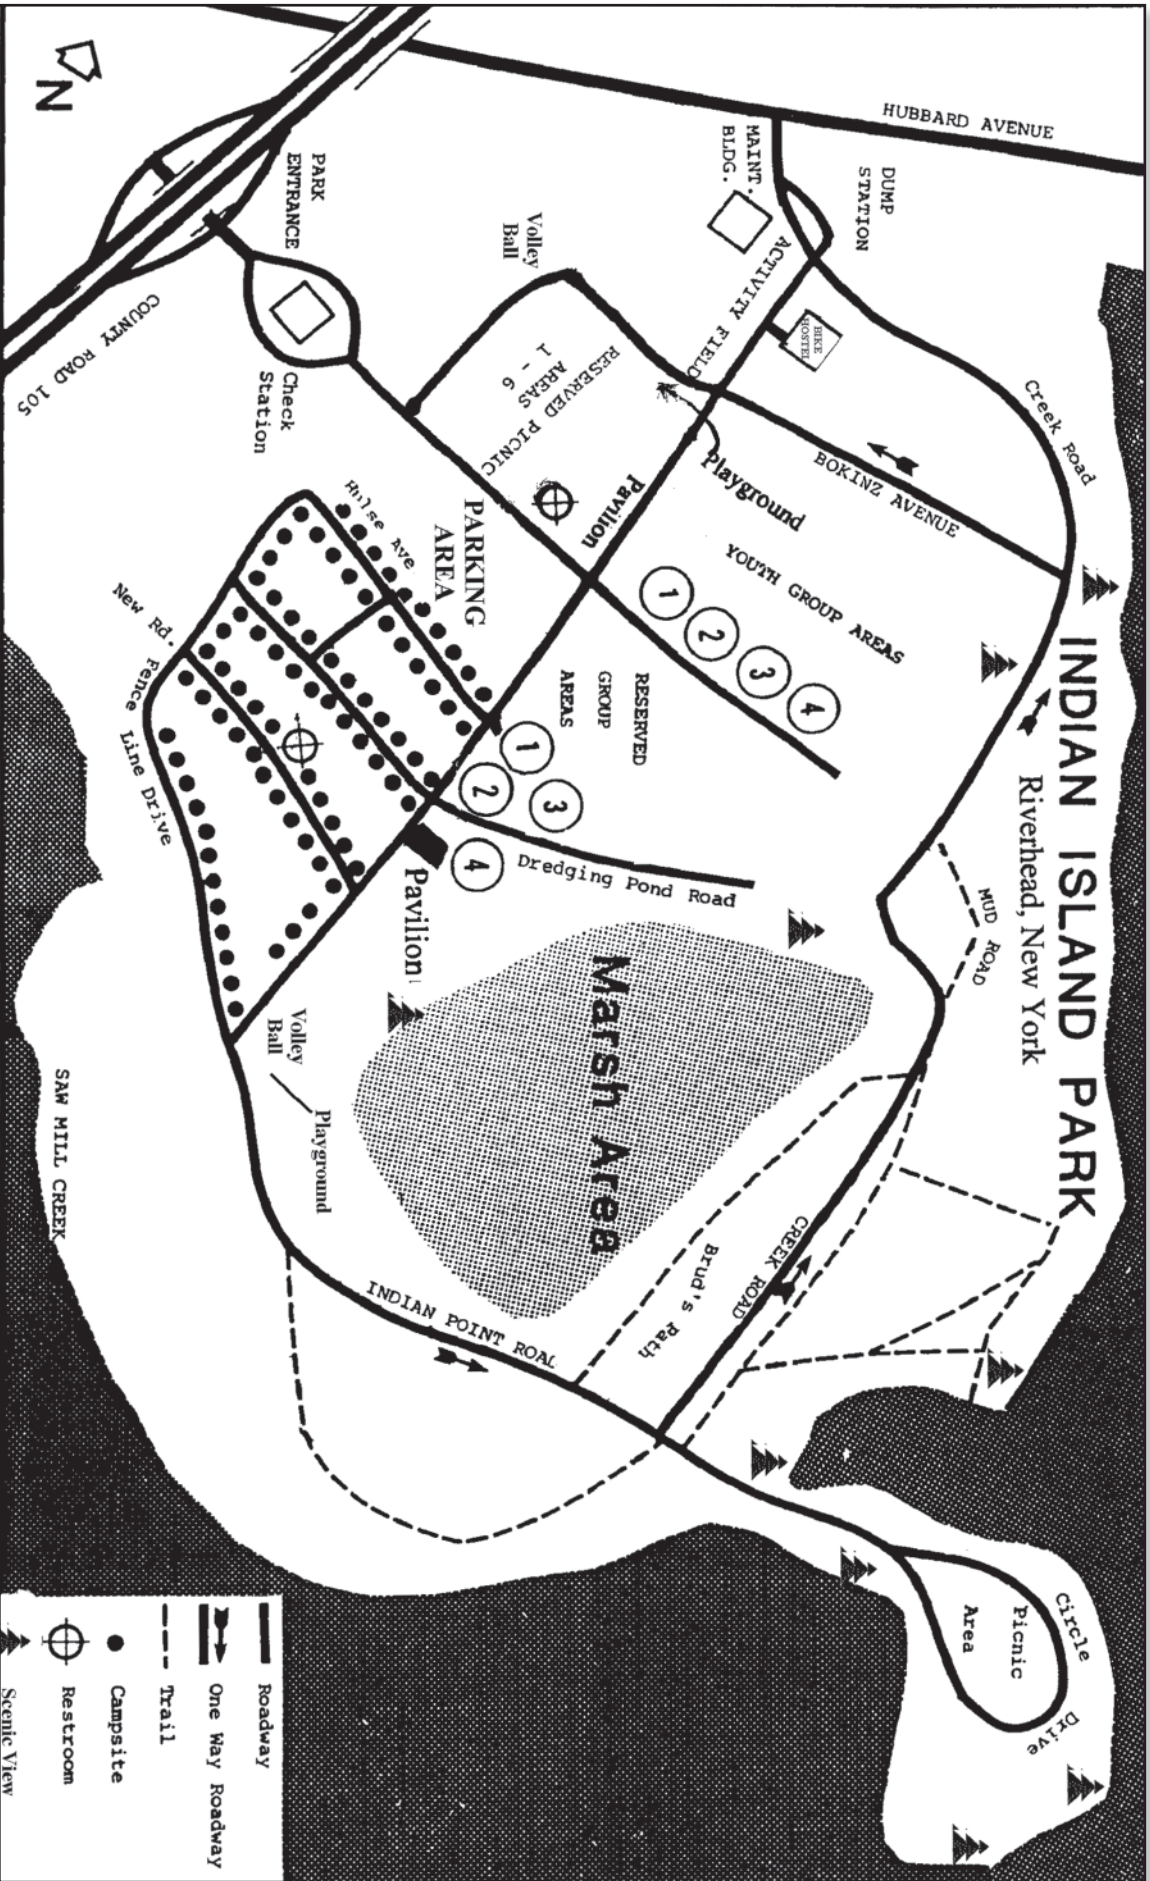 INDIAN ISLAND PARK
Riverhead, New York
HUBBARD AVENUE
DUMP
STATION
MAINT.
BLDG.
ACTIVITY FIELD
BIKE
HOSTEL
Creek Road
BOKINZ AVENUE
Playground
YOUTH GROUP AREAS
1
2
3
4
N
PARK
ENTRANCE
COUNTY ROAD 105
Check
Station
Volley
Ball
RESERVED PICNIC
AREAS
1 - 6
Pavilion
PARKING
AREA
Hulse Ave
New Rd.
Fence Line Drive
RESERVED
GROUP
AREAS
1
2
3
4
Pavilion
Dredging Pond Road
MUD ROAD
Marsh Area
Volley
Ball
Playground
SAW MILL CREEK
INDIAN POINT ROAD
Brud's Path
CREEK ROAD
Circle Drive
Picnic
Area
Roadway
One Way Roadway
Trail
Campsite
Restroom
Scenic View